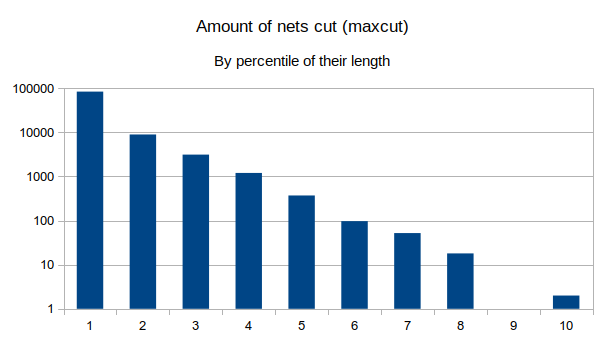 Amount of nets cut (maxcut)
By percentile of their length
100000
10000
1000
100
10
1
1 2 3 4 5 6 7 8 9 10